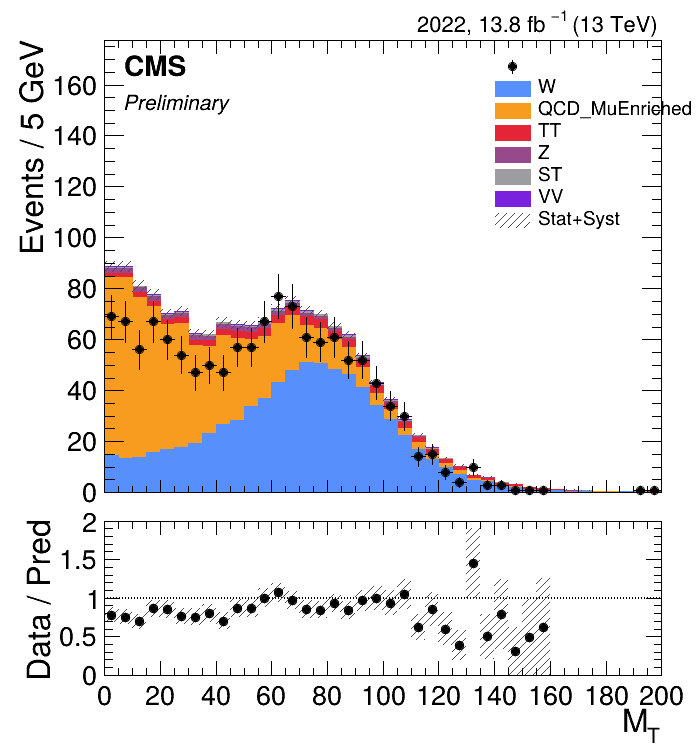 2022, 13.8 fb⁻¹ (13 TeV)
CMS
Preliminary
W
QCD_MuEnriched
TT
Z
ST
VV
Stat+Syst
Events / 5 GeV
160
140
120
100
80
60
40
20
0
Data / Pred
2
1.5
1
0.5
0
0 20 40 60 80 100 120 140 160 180 200
M_T